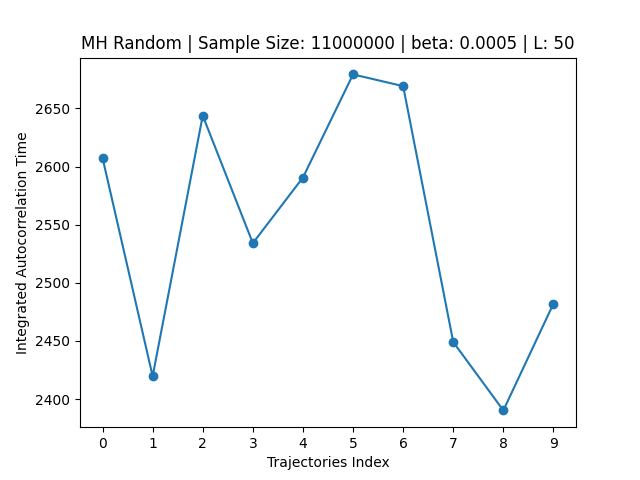 MH Random | Sample Size: 11000000 | beta: 0.0005 | L: 50
Integrated Autocorrelation Time
2650
2600
2550
2500
2450
2400
0 1 2 3 4 5 6 7 8 9
Trajectories Index